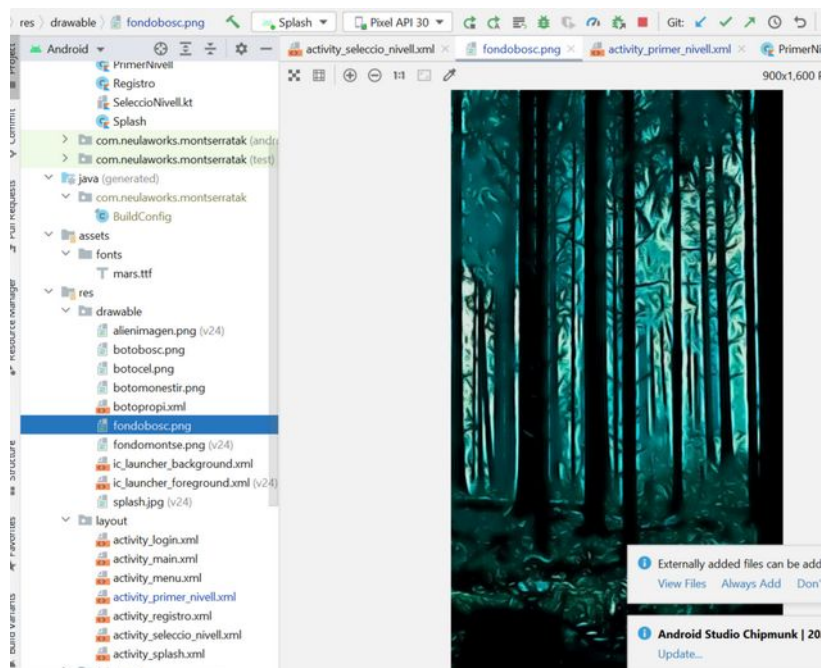 res drawable fondobosc.png Splash Pixel API 30 Git:
Android activity_seleccio_nivell.xml fondobosc.png activity_primer_nivell.xml PrimerNi
PrimerNivell
1:1 900x1,600
Registro
SeleccioNivell.kt
Splash
com.neulaworks.montserratak (andr
com.neulaworks.montserratak (test)
java (generated)
com.neulaworks.montserratak
BuildConfig
assets
fonts
mars.ttf
res
drawable
alienimagen.png (v24)
botobosc.png
botocel.png
botomonestir.png
botopropi.xml
fondobosc.png
fondomontse.png (v24)
ic_launcher_background.xml
ic_launcher_foreground.xml (v24)
splash.jpg (v24)
layout
activity_login.xml
activity_main.xml
activity_menu.xml
activity_primer_nivell.xml
activity_registro.xml
activity_seleccio_nivell.xml
activity_splash.xml
Project
Commit
Pull Requests
Resource Manager
Structure
Favorites
Build Variants
Externally added files can be add
View Files Always Add Don'
Android Studio Chipmunk | 20
Update...